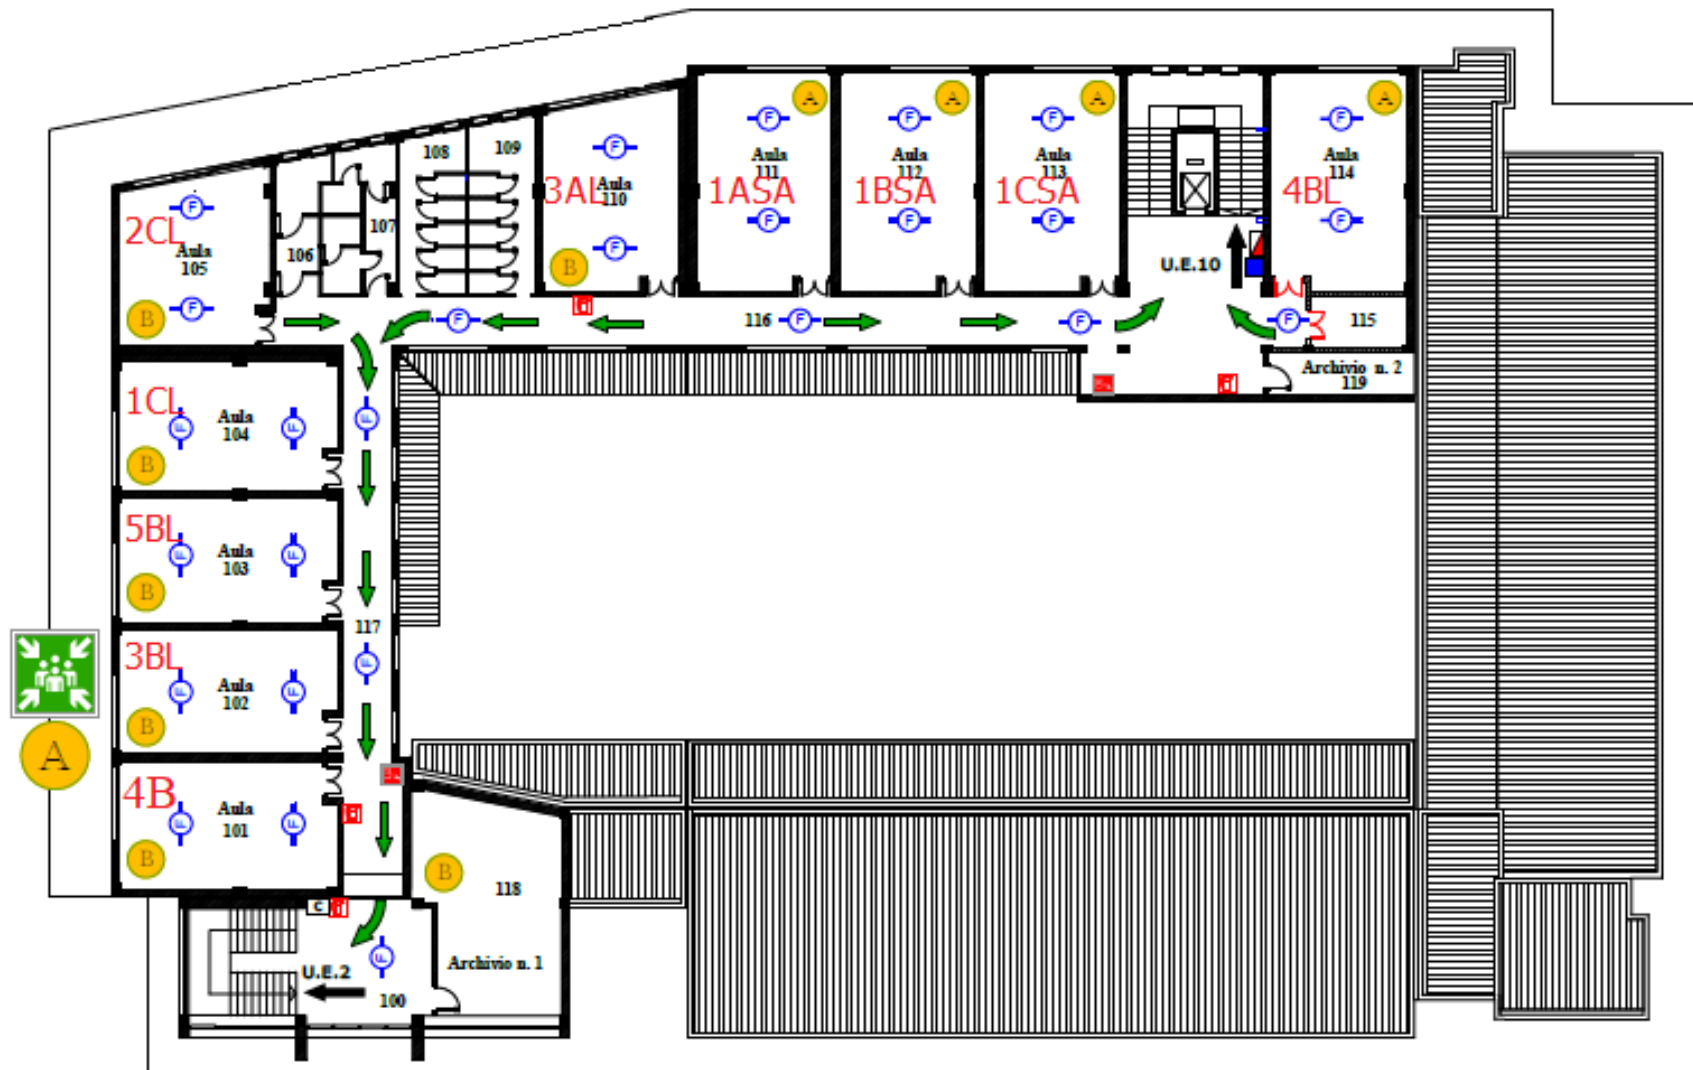 A
A
A
A
F
F
F
F
F
108
109
Aula
111
Aula
112
Aula
113
Aula
114
3AL
Aula
110
1ASA
1BSA
1CSA
4BL
F
2CL
107
F
F
F
F
F
Aula
105
106
B
U.E.10
F
B
F
116
F
F
F
115
Archivio n. 2
119
1CL
Aula
104
F
F
F
B
5BL
Aula
103
F
F
B
117
3BL
Aula
102
F
F
F
B
A
4B
Aula
101
F
F
B
B
118
C
F
Archivio n. 1
U.E.2
100